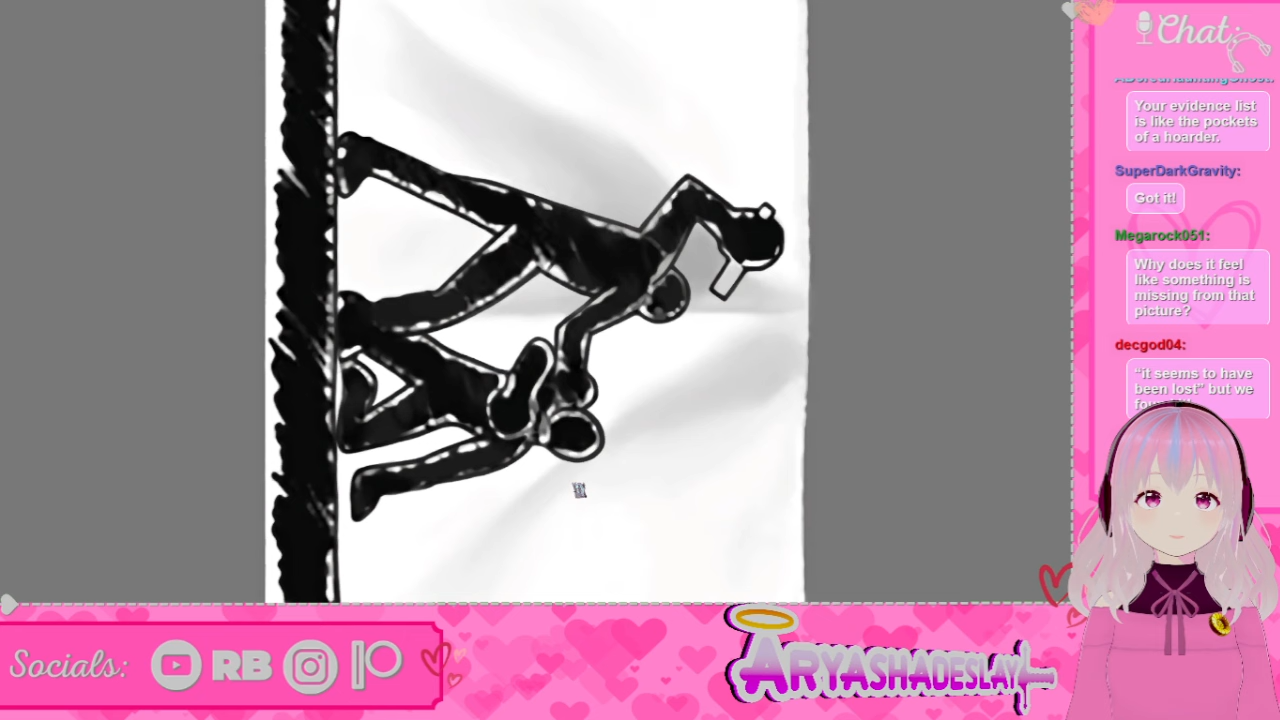 Chat:
Your evidence list
is like the pockets
of a hoarder.
SuperDarkGravity:
Got it!
Megarock051:
Why does it feel
like something is
missing from that
picture?
decgod04:
"it seems to have
been lost" but we
Socials:
RB
ARYASHADESLAY